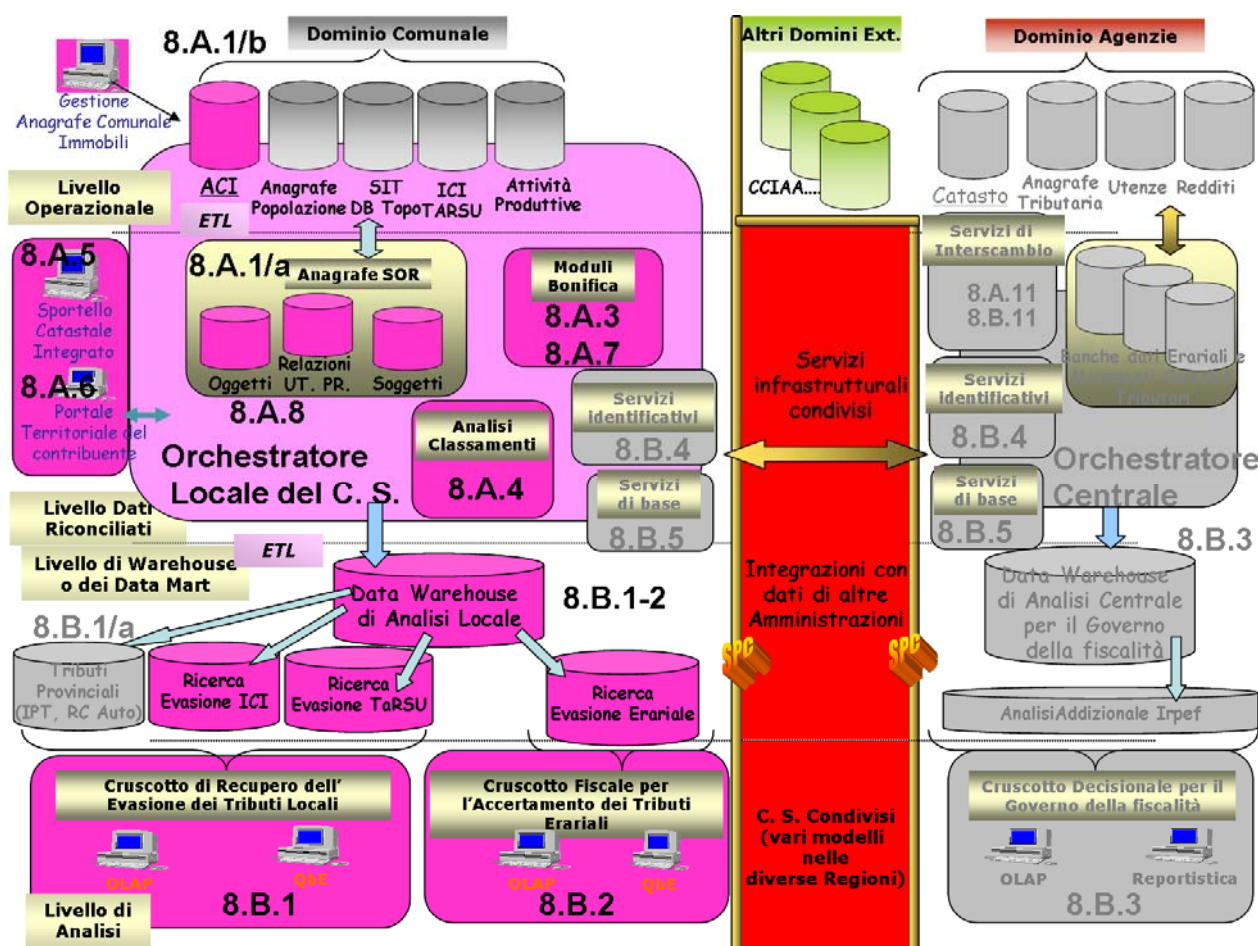 8.A.1/b
Dominio Comunale
Altri Domini Ext.
Dominio Agenzie
Gestione
Anagrafe Comunale
Immobili
Livello
Operazionale
ACI
Anagrafe
Popolazione
SIT
DB Topo
ICI
TARSU
Attività
Produttive
CCIAA....
Catasto
Anagrafe
Tributaria
Utenze
Redditi
ETL
8.A.5
Sportello
Catastale
Integrato
8.A.6
Portale
Territoriale del
contribuente
8.A.1/a
Anagrafe SOR
Oggetti
Relazioni
UT. PR.
Soggetti
8.A.8
Moduli
Bonifica
8.A.3
8.A.7
Servizi
identificativi
8.B.4
Analisi
Classamenti
8.A.4
Servizi
di base
8.B.5
Orchestratore
Locale del C. S.
Servizi
infrastrutturali
condivisi
Servizi di
Interscambio
8.A.11
8.B.11
Banche dati Erariali e
Servizi
identificativi
8.B.4
Servizi
di base
8.B.5
Orchestratore
Centrale
8.B.3
Livello Dati
Riconciliati
ETL
Livello di Warehouse
o dei Data Mart
Data Warehouse
di Analisi Locale
8.B.1-2
8.B.1/a
Tributi
Provinciali
(IPT, RC Auto)
Ricerca
Evasione ICI
Ricerca
Evasione TaRSU
Ricerca
Evasione Erariale
Integrazioni con
dati di altre
Amministrazioni
SPC
SPC
Data Warehouse
di Analisi Centrale
per il Governo
della fiscalità
AnalisiAddizionale Irpef
Cruscotto di Recupero dell'
Evasione dei Tributi Locali
OLAP
QbE
8.B.1
Cruscotto Fiscale per
l'Accertamento dei Tributi
Erariali
OLAP
QbE
8.B.2
C. S. Condivisi
(vari modelli
nelle
diverse Regioni)
Cruscotto Decisionale per il
Governo della fiscalità
OLAP
Reportistica
8.B.3
Livello di
Analisi